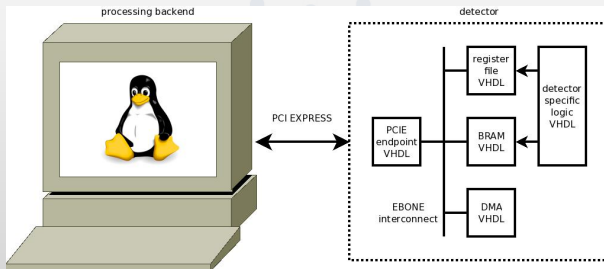 processing backend
detector
PCI EXPRESS
PCIE
endpoint
VHDL
EBONE
interconnect
register
file
VHDL
BRAM
VHDL
DMA
VHDL
detector
specific
logic
VHDL